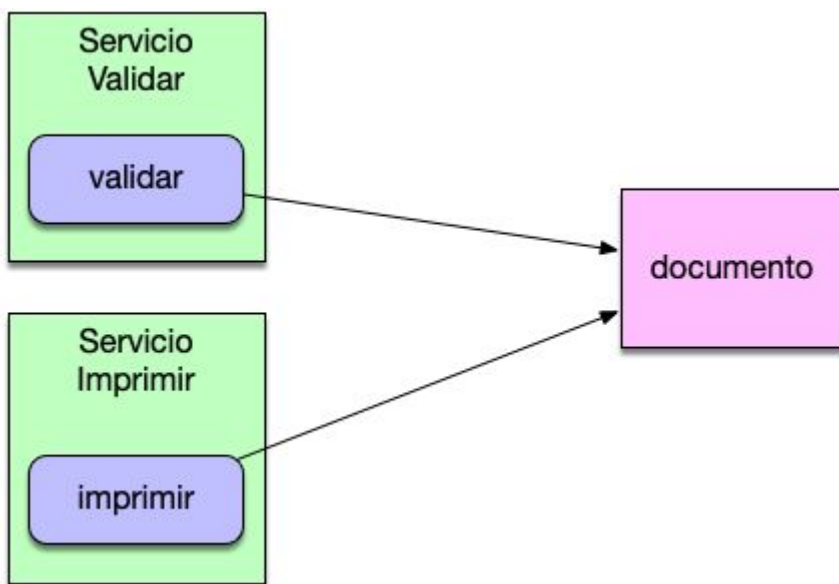 Servicio
Validar
validar
documento
Servicio
Imprimir
imprimir